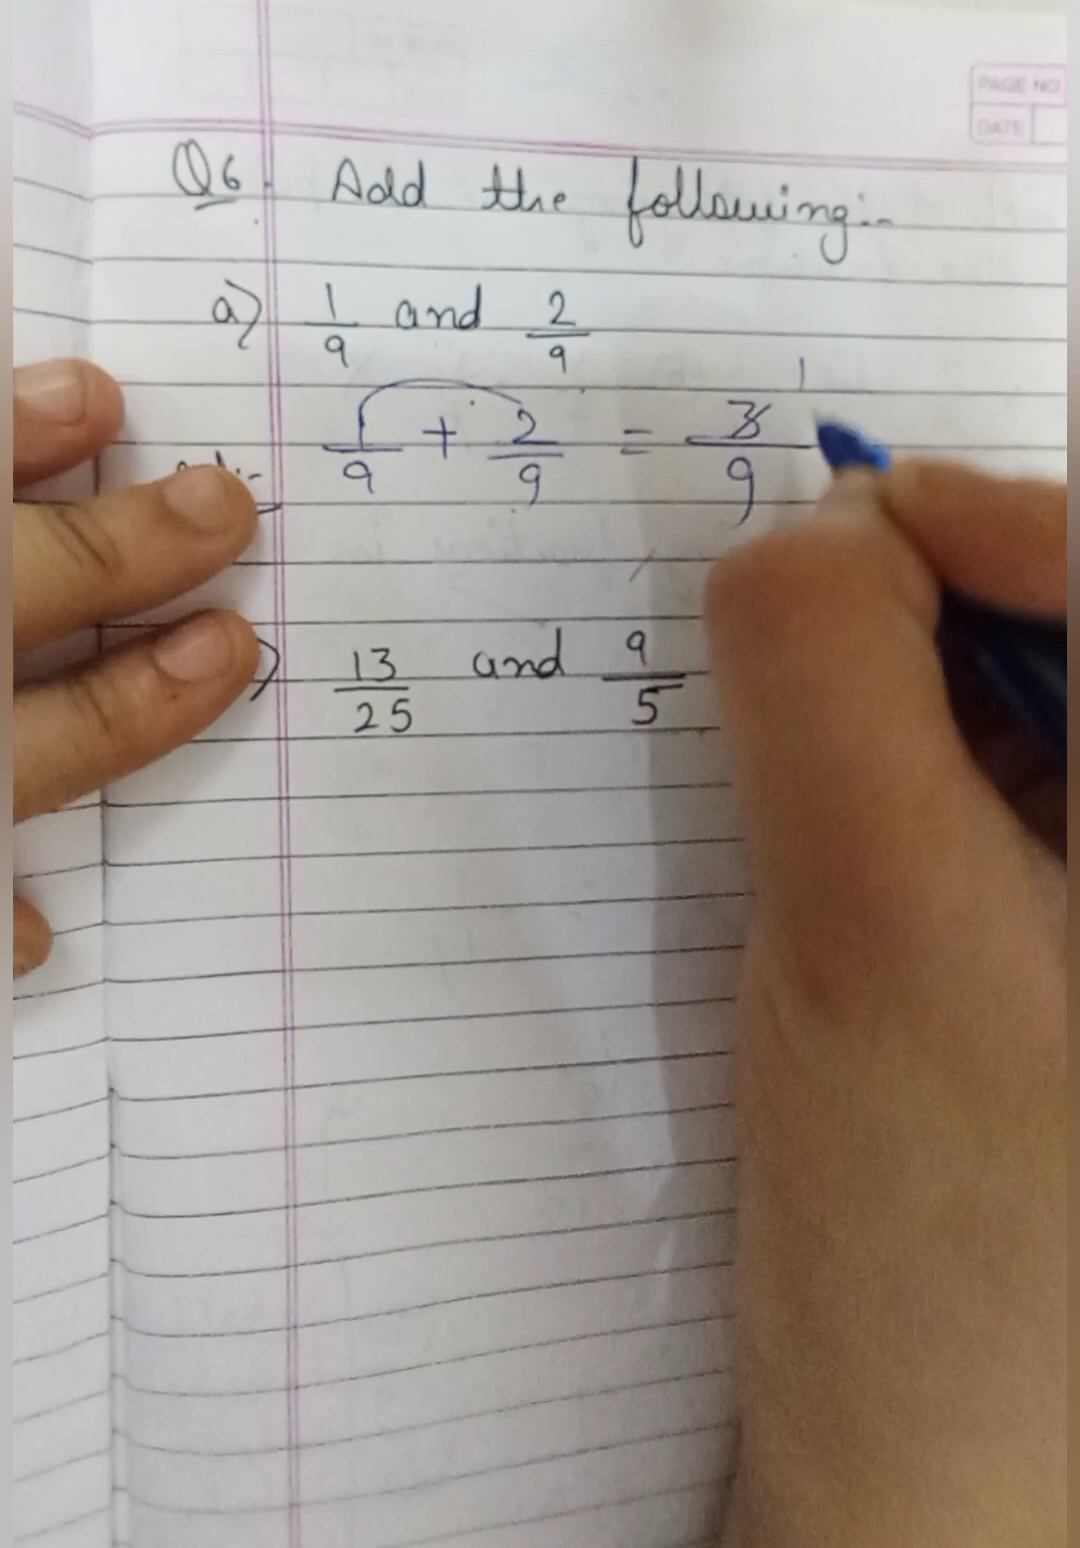 PAGE NO.
DATE
Q6. Add the following:-
a) 1/9 and 2/9
1/9 + 2/9 = 3/9 1
) 13/25 and 9/5